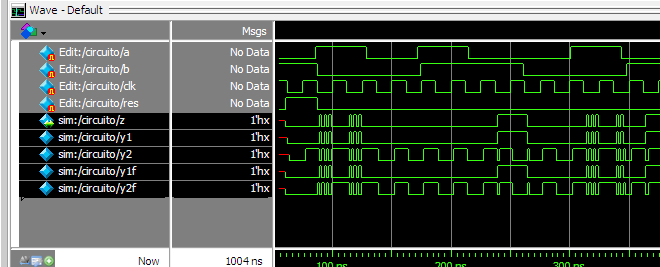 Wave - Default
Msgs
Edit:/circuito/a No Data
Edit:/circuito/b No Data
Edit:/circuito/clk No Data
Edit:/circuito/res No Data
sim:/circuito/z 1'hx
sim:/circuito/y1 1'hx
sim:/circuito/y2 1'hx
sim:/circuito/y1f 1'hx
sim:/circuito/y2f 1'hx
Now 1004 ns
100 ns 200 ns 300 ns